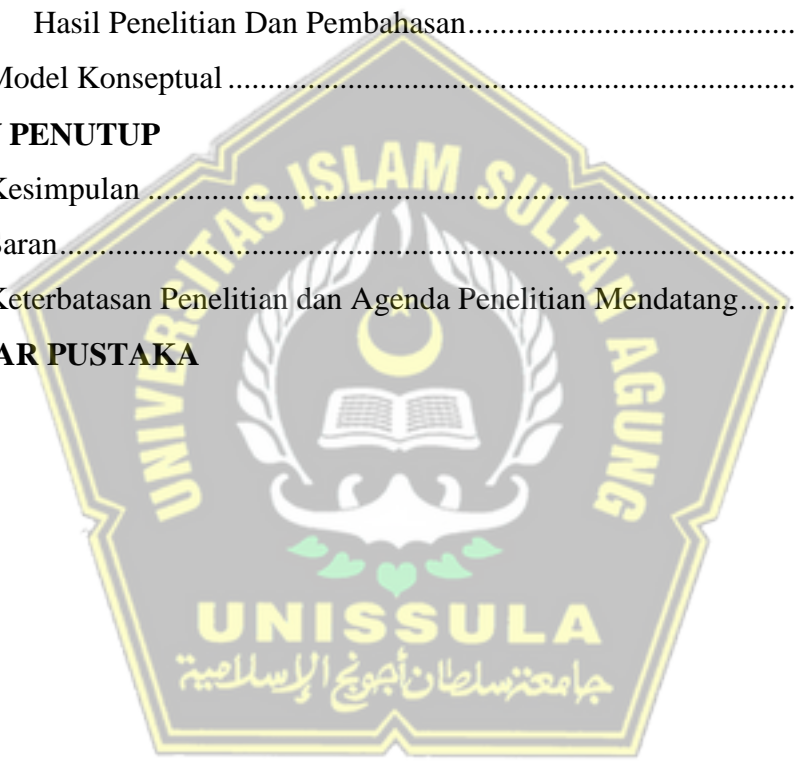 Hasil Penelitian Dan Pembahasan
Model Konseptual
PENUTUP
Kesimpulan
Saran
Keterbatasan Penelitian dan Agenda Penelitian Mendatang
AR PUSTAKA
UNIVERSITAS ISLAM SULTAN AGUNG
UNISSULA
جامعة سلطان أجونج الإسلامية